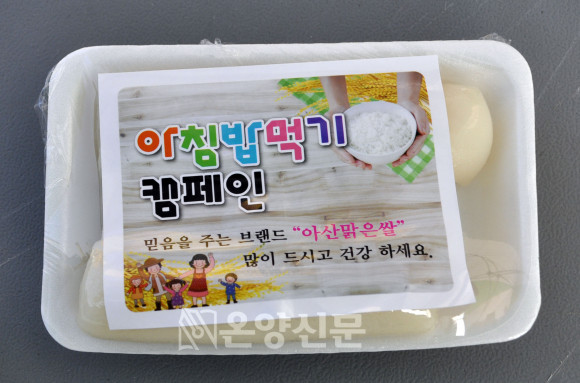 아침밥먹기
캠페인
믿음을 주는 브랜드 "아산맑은쌀"
많이 드시고 건강 하세요.
온양신문